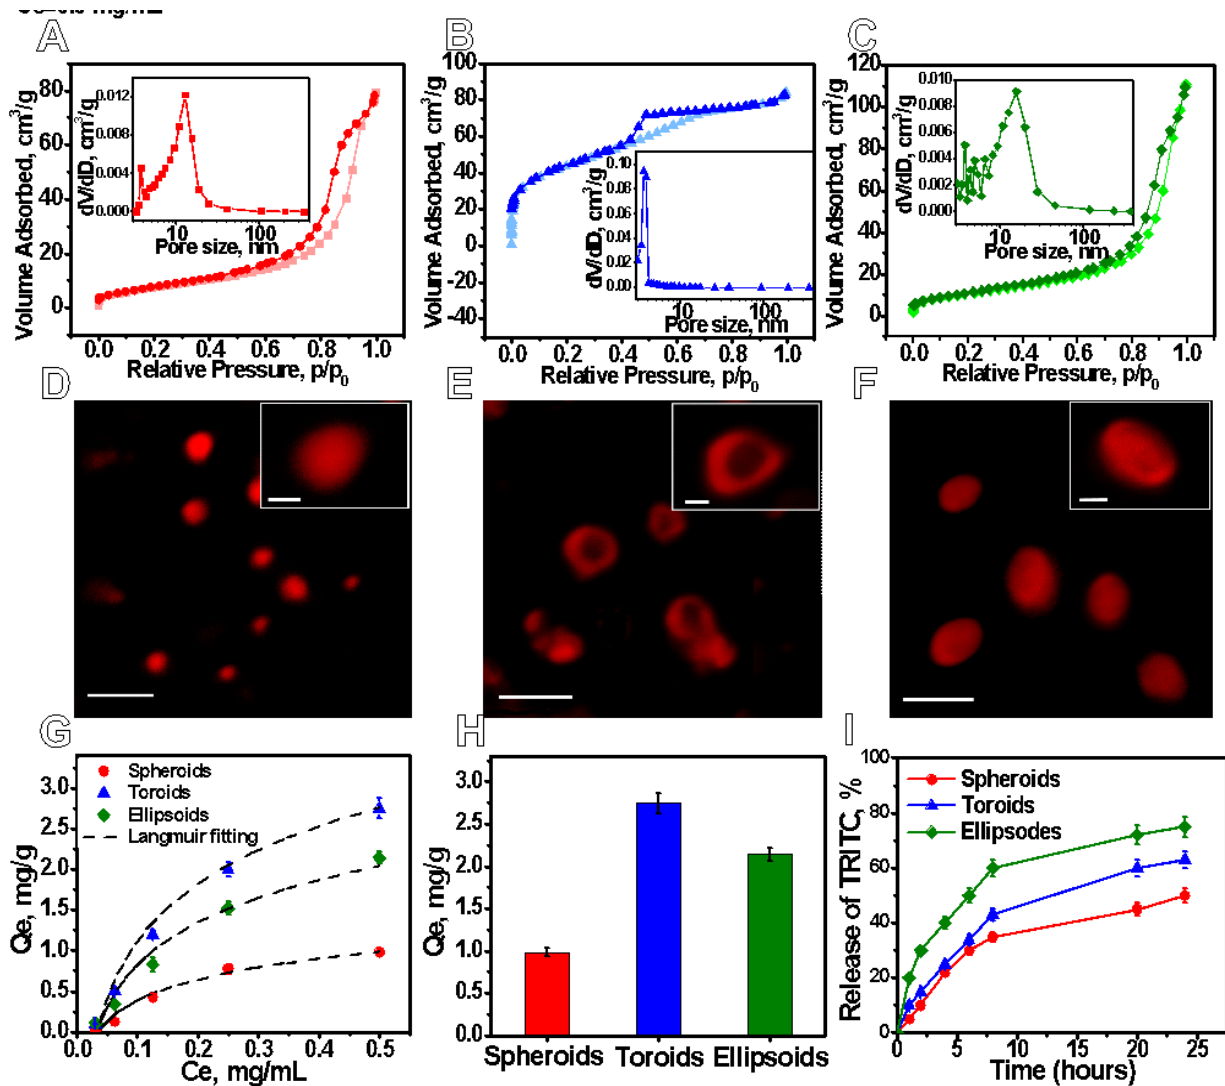 A
B
C
Volume Adsorbed, cm³/g
80
60
40
20
0
0.0 0.2 0.4 0.6 0.8 1.0
Relative Pressure, p/p₀
dV/dD, cm³/g
0.012
0.008
0.004
0.000
10 100
Pore size, nm
Volume Adsorbed, cm³/g
100
80
60
40
20
0
-20
-40
0.0 0.2 0.4 0.6 0.8 1.0
Relative Pressure, p/p₀
dV/dD, cm³/g
0.10
0.08
0.06
0.04
0.02
0.00
10 100
Pore size, nm
Volume Adsorbed, cm³/g
120
100
80
60
40
20
0
0.0 0.2 0.4 0.6 0.8 1.0
Relative Pressure, p/p₀
dV/dD, cm³/g
0.010
0.008
0.006
0.004
0.002
0.000
10 100
Pore size, nm
D
E
F
G
Spheroids
Toroids
Ellipsoids
Langmuir fitting
Qe, mg/g
3.0
2.5
2.0
1.5
1.0
0.5
0.0
0.0 0.1 0.2 0.3 0.4 0.5
Ce, mg/mL
H
Qe, mg/g
3.0
2.5
2.0
1.5
1.0
0.5
0.0
Spheroids Toroids Ellipsoids
I
Spheroids
Toroids
Ellipsodes
Release of TRITC, %
100
80
60
40
20
0
0 5 10 15 20 25
Time (hours)